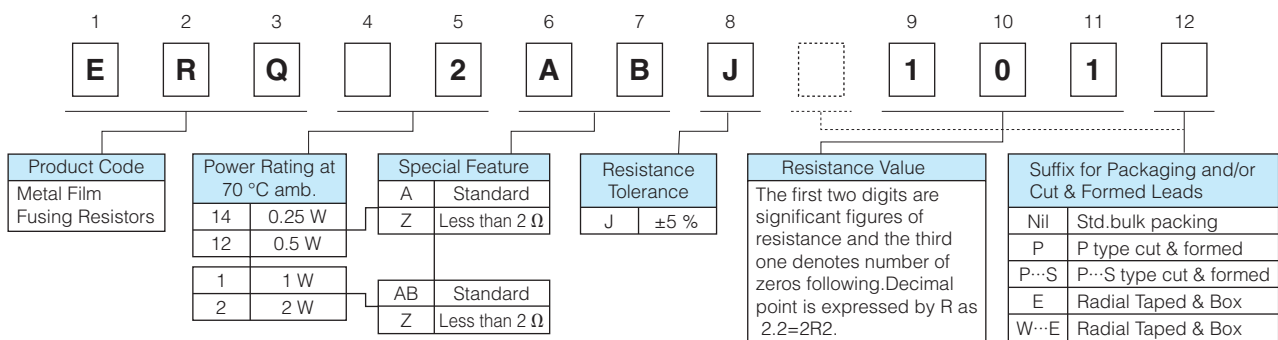 1 2 3 4 5 6 7 8 9 10 11 12
E R Q 2 A B J 1 0 1
Product Code
Metal Film
Fusing Resistors
Power Rating at
70 °C amb.
14 0.25 W
12 0.5 W
1 1 W
2 2 W
Special Feature
A Standard
Z Less than 2 Ω
AB Standard
Z Less than 2 Ω
Resistance
Tolerance
J ±5 %
Resistance Value
The first two digits are
significant figures of
resistance and the third
one denotes number of
zeros following.Decimal
point is expressed by R as
2.2=2R2.
Suffix for Packaging and/or
Cut & Formed Leads
Nil Std.bulk packing
P P type cut & formed
P···S P···S type cut & formed
E Radial Taped & Box
W···E Radial Taped & Box